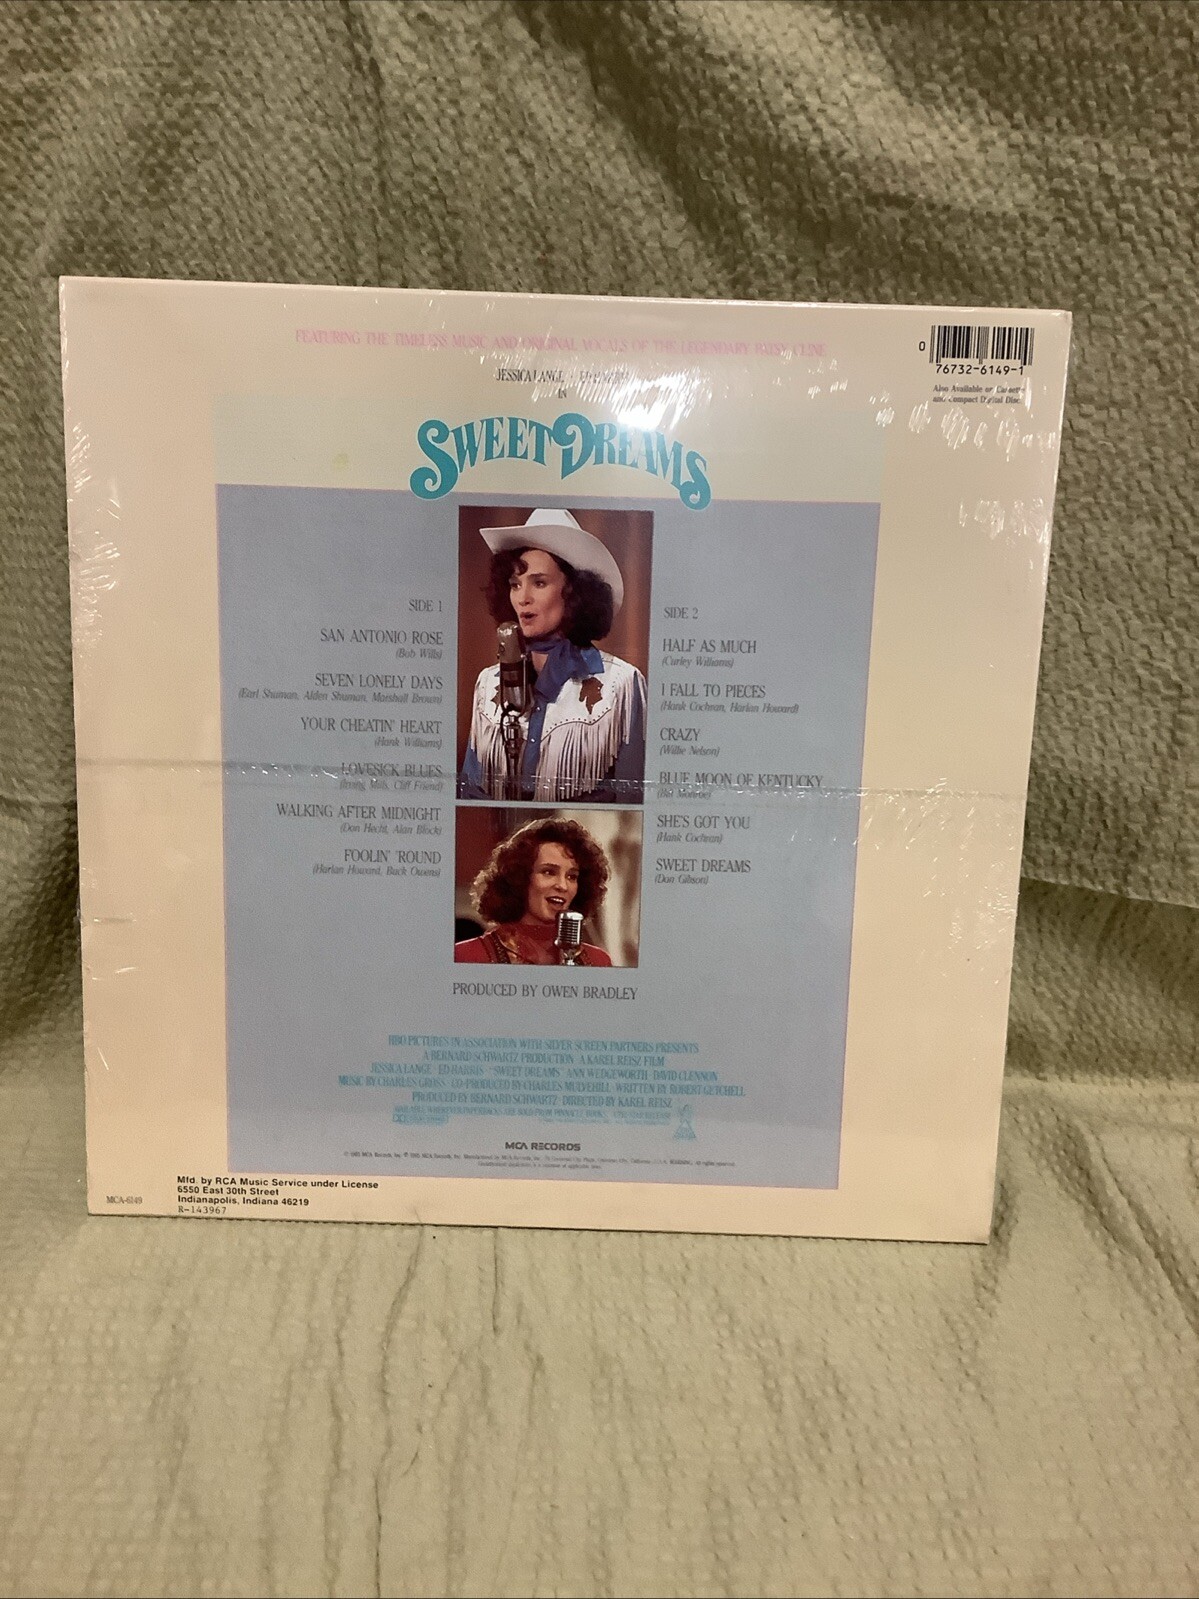 FEATURING THE TIMELESS MUSIC AND ORIGINAL VOCALS OF THE LEGENDARY PATSY CLINE
JESSICA LANGE
IN
SWEET DREAMS
0 76732-6149-1
Also Available on Cassette
and Compact Digital Disc
SIDE 1
SAN ANTONIO ROSE
(Bob Wills)
SEVEN LONELY DAYS
(Earl Shuman, Alden Shuman, Marshall Brown)
YOUR CHEATIN' HEART
(Hank Williams)
LOVESICK BLUES
(Irving Mills, Cliff Friend)
WALKING AFTER MIDNIGHT
(Don Hecht, Alan Block)
FOOLIN' 'ROUND
(Harlan Howard, Buck Owens)
SIDE 2
HALF AS MUCH
(Curley Williams)
I FALL TO PIECES
(Hank Cochran, Harlan Howard)
CRAZY
(Willie Nelson)
BLUE MOON OF KENTUCKY
(Bill Monroe)
SHE'S GOT YOU
(Hank Cochran)
SWEET DREAMS
(Don Gibson)
PRODUCED BY OWEN BRADLEY
HBO PICTURES IN ASSOCIATION WITH SILVER SCREEN PARTNERS PRESENTS
A BERNARD SCHWARTZ PRODUCTION A KAREL REISZ FILM
JESSICA LANGE · ED HARRIS · "SWEET DREAMS" ANN WEDGEWORTH · DAVID CLENNON
MUSIC BY CHARLES GROSS · CO-PRODUCED BY CHARLES MULVEHILL · WRITTEN BY ROBERT GETCHELL
PRODUCED BY BERNARD SCHWARTZ · DIRECTED BY KAREL REISZ
MCA RECORDS
MCA-6149
Mfd. by RCA Music Service under License
6550 East 30th Street
Indianapolis, Indiana 46219
R-143967